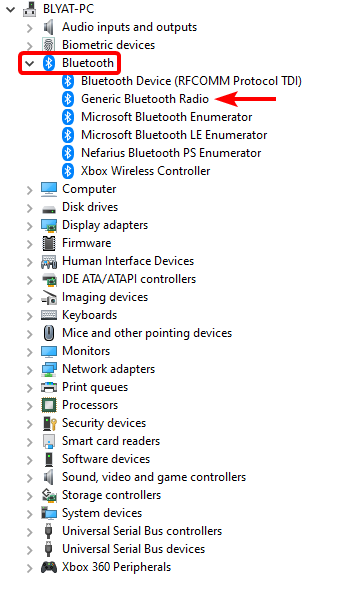 BLYAT-PC
Audio inputs and outputs
Biometric devices
Bluetooth
Bluetooth Device (RFCOMM Protocol TDI)
Generic Bluetooth Radio
Microsoft Bluetooth Enumerator
Microsoft Bluetooth LE Enumerator
Nefarius Bluetooth PS Enumerator
Xbox Wireless Controller
Computer
Disk drives
Display adapters
Firmware
Human Interface Devices
IDE ATA/ATAPI controllers
Imaging devices
Keyboards
Mice and other pointing devices
Monitors
Network adapters
Print queues
Processors
Security devices
Smart card readers
Software devices
Sound, video and game controllers
Storage controllers
System devices
Universal Serial Bus controllers
Universal Serial Bus devices
Xbox 360 Peripherals